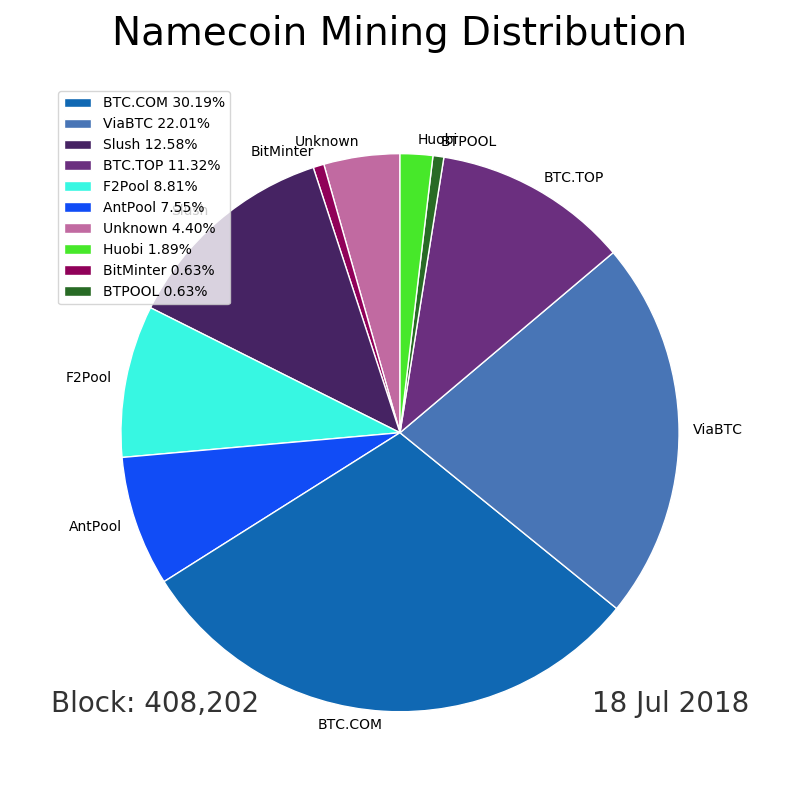 Namecoin Mining Distribution
BTC.COM 30.19%
ViaBTC 22.01%
Slush 12.58%
BTC.TOP 11.32%
F2Pool 8.81%
AntPool 7.55%
Unknown 4.40%
Huobi 1.89%
BitMinter 0.63%
BTPOOL 0.63%
Unknown
BitMinter
Huobi
BTPOOL
BTC.TOP
Slush
F2Pool
ViaBTC
AntPool
BTC.COM
Block: 408,202
18 Jul 2018